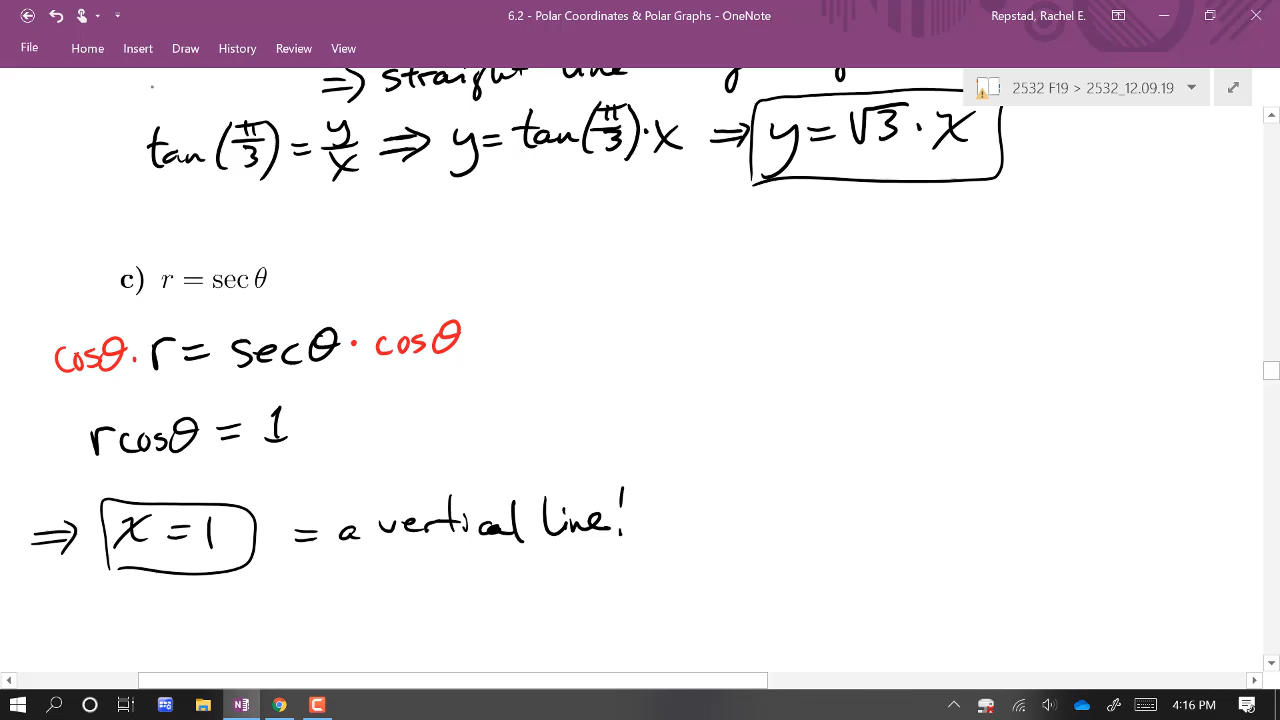 6.2 - Polar Coordinates & Polar Graphs - OneNote
Repstad, Rachel E.
File Home Insert Draw History Review View
2532 F19 > 2532_12.09.19
⇒ straight line
tan(π/3) = y/x ⇒ y = tan(π/3)·x ⇒ y = √3 · x
c) r = sec θ
cosθ · r = secθ · cosθ
rcosθ = 1
⇒ x = 1 = a vertical line!
4:16 PM